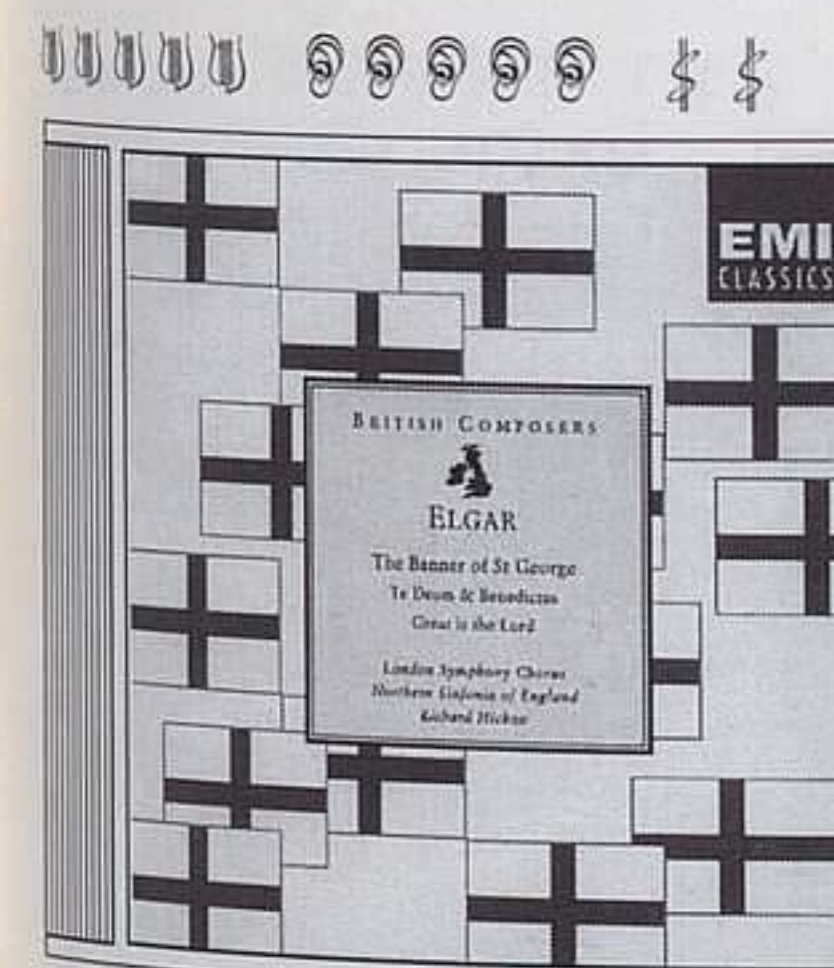 EMI
CLASSICS
BRITISH COMPOSERS
ELGAR
The Banner of St George
Te Deum & Benedictus
Great is the Lord
London Symphony Chorus
Northern Sinfonia of England
Richard Hickox